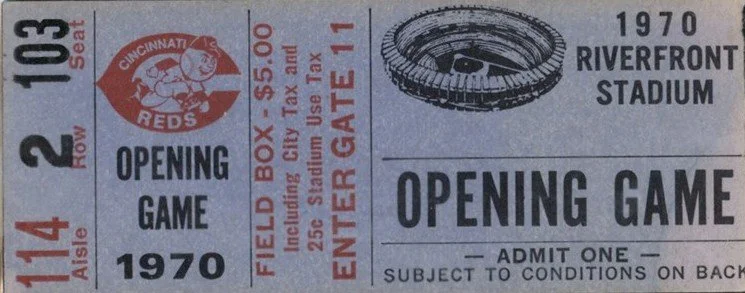 103
Seat
2
Row
114
Aisle
CINCINNATI
REDS
OPENING
GAME
1970
FIELD BOX - $5.00
Including City Tax and
25c Stadium Use Tax
ENTER GATE 11
1970
RIVERFRONT
STADIUM
OPENING GAME
— ADMIT ONE —
SUBJECT TO CONDITIONS ON BACK